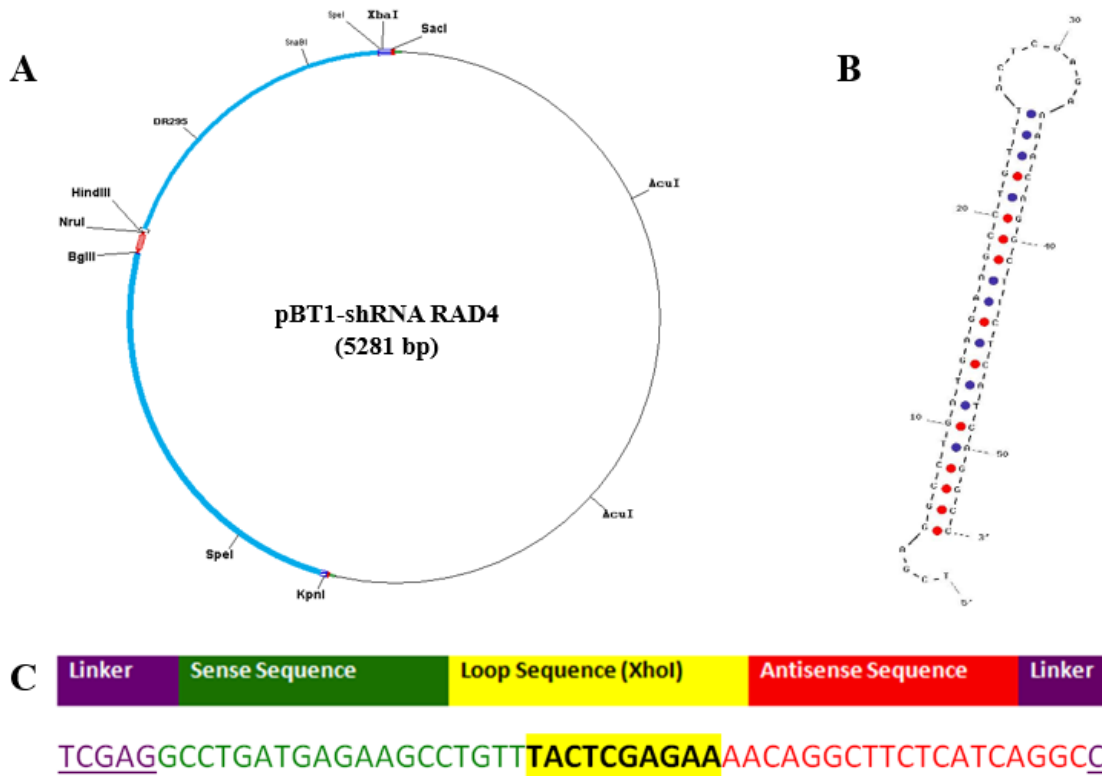 A
SpeI
XbaI
SacI
SnaBI
DR295
HindIII
NruI
BglII
AcuI
AcuI
SpeI
KpnI
pBT1-shRNA RAD4
(5281 bp)
B
30
20
40
10
50
3'
5'
C
Linker Sense Sequence Loop Sequence (XhoI) Antisense Sequence Linker
TCGAGGCCTGATGAGAAGCCTGTTTACTCGAGAAAACAGGCTTCTCATCAGGCC